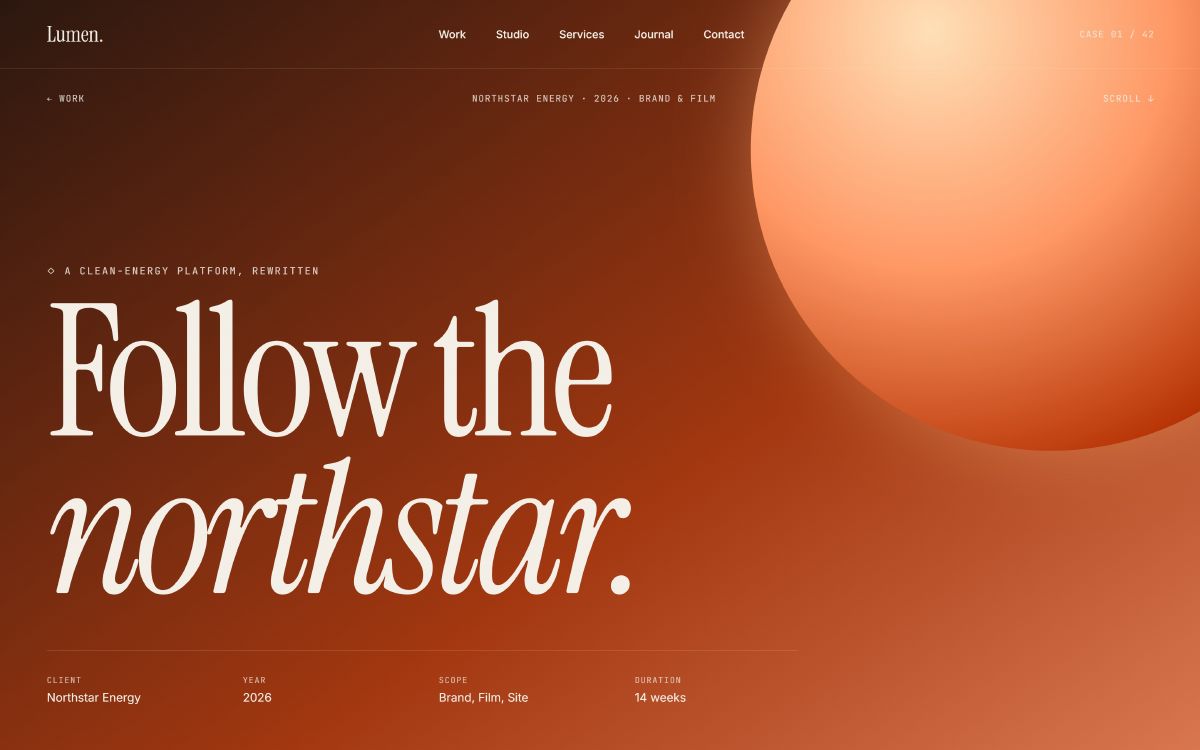 Lumen.
Work Studio Services Journal Contact
CASE 01 / 42
← WORK
NORTHSTAR ENERGY · 2026 · BRAND & FILM
SCROLL ↓
◇ A CLEAN-ENERGY PLATFORM, REWRITTEN
Follow the
northstar.
CLIENT YEAR SCOPE DURATION
Northstar Energy 2026 Brand, Film, Site 14 weeks